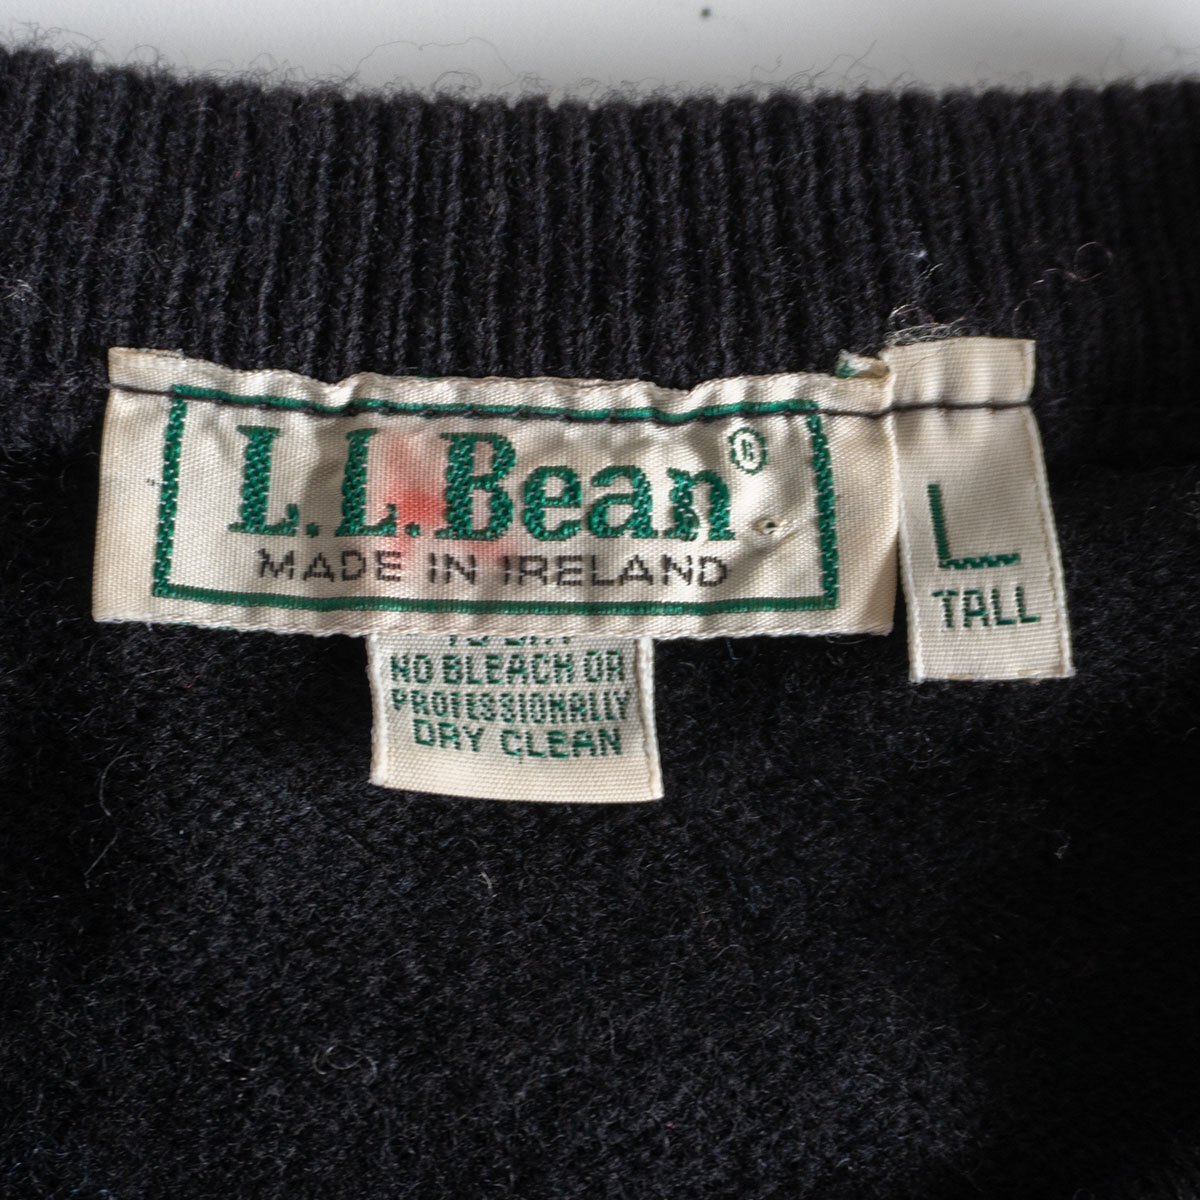 L.L.Bean®
MADE IN IRELAND
L
TALL
NO BLEACH OR
PROFESSIONALLY
DRY CLEAN